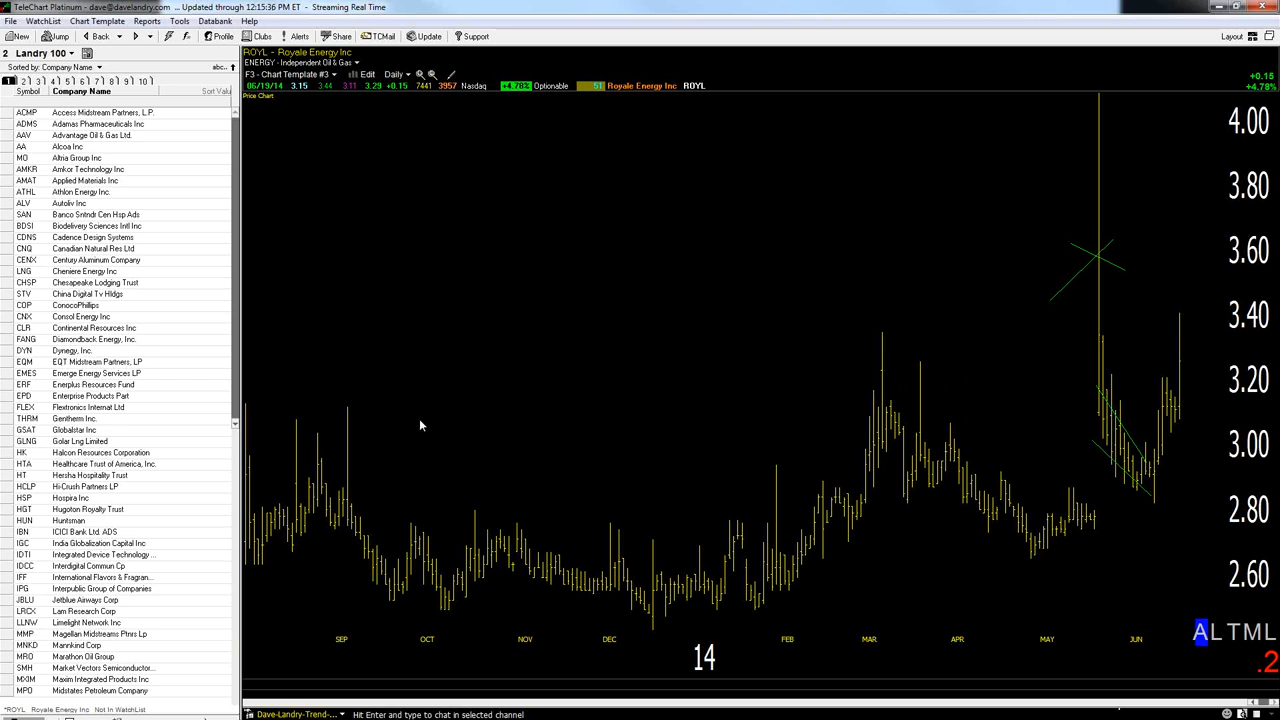 TeleChart Platinum - dave@davelandry.com ... Updated through 12:15:36 PM ET - Streaming Real Time
File WatchList Chart Template Reports Tools Databank Help
New Jump Back Profile Clubs Alerts Share TCMail Update Support Layout
2 Landry 100
Sorted by: Company Name abc..
1 2 3 4 5 6 7 8 9 10
Symbol Company Name Sort Valu
ACMP Access Midstream Partners, L.P.
ADMS Adamas Pharmaceuticals Inc
AAV Advantage Oil & Gas Ltd.
AA Alcoa Inc
MO Altria Group Inc
AMKR Amkor Technology Inc
AMAT Applied Materials Inc
ATHL Athlon Energy Inc.
ALV Autoliv Inc
SAN Banco Sntndr Cen Hsp Ads
BDSI Biodelivery Sciences Intl Inc
CDNS Cadence Design Systems
CNQ Canadian Natural Res Ltd
CENX Century Aluminum Company
LNG Cheniere Energy Inc
CHSP Chesapeake Lodging Trust
STV China Digital Tv Hldgs
COP ConocoPhillips
CNX Consol Energy Inc
CLR Continental Resources Inc
FANG Diamondback Energy, Inc.
DYN Dynegy, Inc.
EQM EQT Midstream Partners, LP
EMES Emerge Energy Services LP
ERF Enerplus Resources Fund
EPD Enterprise Products Part
FLEX Flextronics Internat Ltd
THRM Gentherm Inc.
GSAT Globalstar Inc
GLNG Golar Lng Limited
HK Halcon Resources Corporation
HTA Healthcare Trust of America, Inc.
HT Hersha Hospitality Trust
HCLP Hi-Crush Partners LP
HSP Hospira Inc
HGT Hugoton Royalty Trust
HUN Huntsman
IBN ICICI Bank Ltd. ADS
IGC India Globalization Capital Inc
IDTI Integrated Device Technology ...
IDCC Interdigital Commun Cp
IFF International Flavors & Fragran...
IPG Interpublic Group of Companies
JBLU Jetblue Airways Corp
LRCX Lam Research Corp
LLNW Limelight Network Inc
MMP Magellan Midstreams Ptnrs Lp
MNKD Mannkind Corp
MRO Marathon Oil Group
SMH Market Vectors Semiconductor...
MXIM Maxim Integrated Products Inc
MPO Midstates Petroleum Company
*ROYL Royale Energy Inc Not In WatchList
ROYL - Royale Energy Inc
ENERGY - Independent Oil & Gas
F3 - Chart Template #3 Edit Daily
06/19/14 3.15 3.44 3.11 3.29 +0.15 7441 3957 Nasdaq +4.78% Optionable 51 Royale Energy Inc ROYL
+0.15
+4.78%
Price Chart
4.00
3.80
3.60
3.40
3.20
3.00
2.80
2.60
ALTML
SEP OCT NOV DEC 14 FEB MAR APR MAY JUN
.2
Dave-Landry-Trend-... Hit Enter and type to chat in selected channel